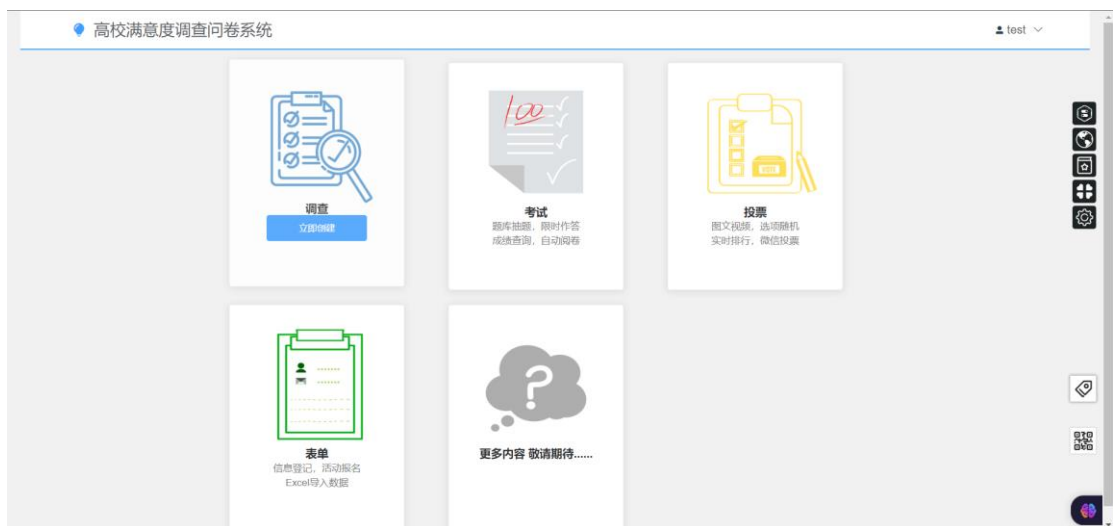 高校满意度调查问卷系统
test
调查
立即创建
100
考试
题库抽题，限时作答
成绩查询，自动阅卷
投票
图文视频，选项随机
实时排行，微信投票
表单
信息登记，活动报名
Excel导入数据
?
更多内容 敬请期待......